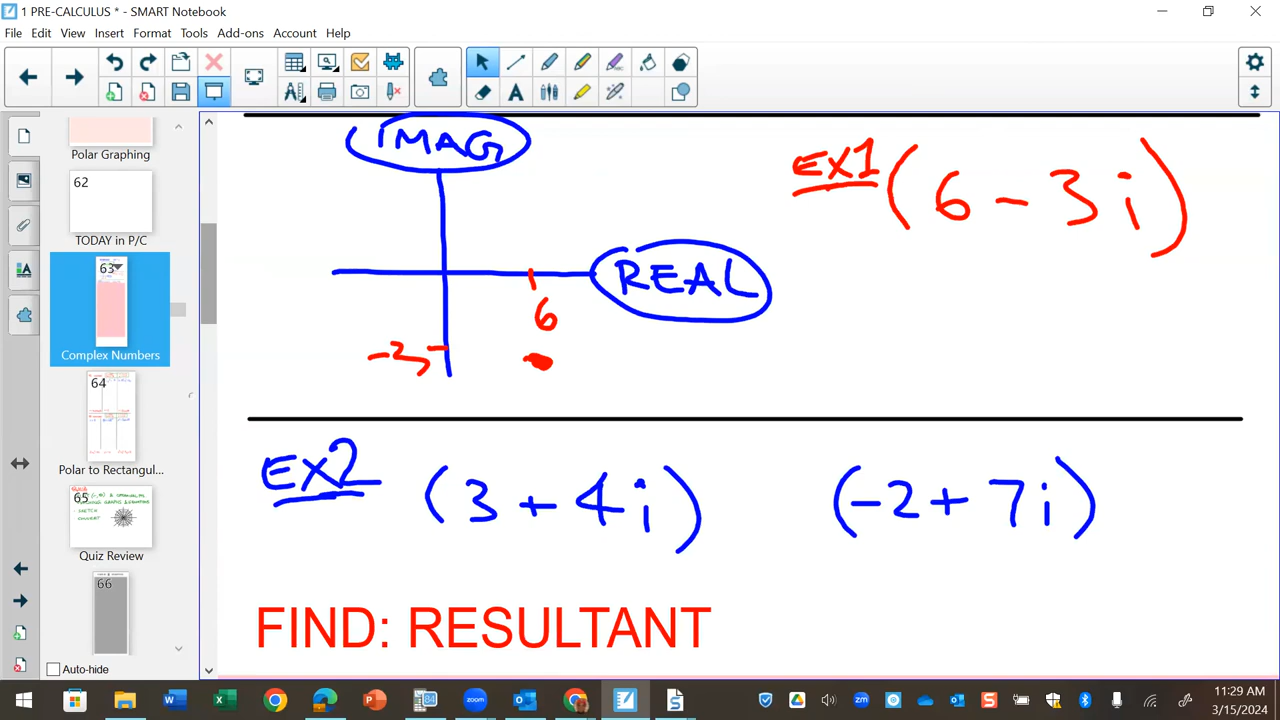 1 PRE-CALCULUS * - SMART Notebook
File Edit View Insert Format Tools Add-ons Account Help
Polar Graphing
62
TODAY in P/C
63
Complex Numbers
64
Polar to Rectangul...
65
Quiz Review
66
Auto-hide
IMAG
REAL
6
-3
EX1 (6 - 3i)
EX2 (3 + 4i) (-2 + 7i)
FIND: RESULTANT
11:29 AM
3/15/2024